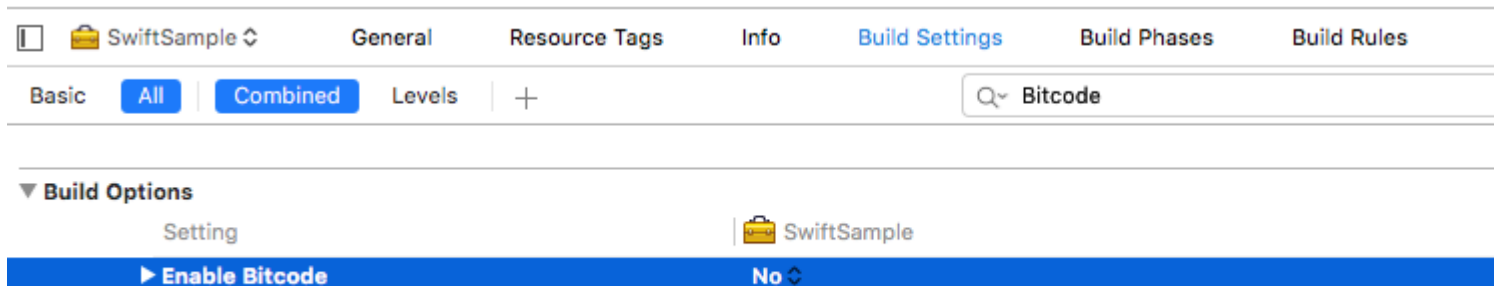 SwiftSample General Resource Tags Info Build Settings Build Phases Build Rules
Basic All Combined Levels + Bitcode
Build Options
Setting SwiftSample
Enable Bitcode No